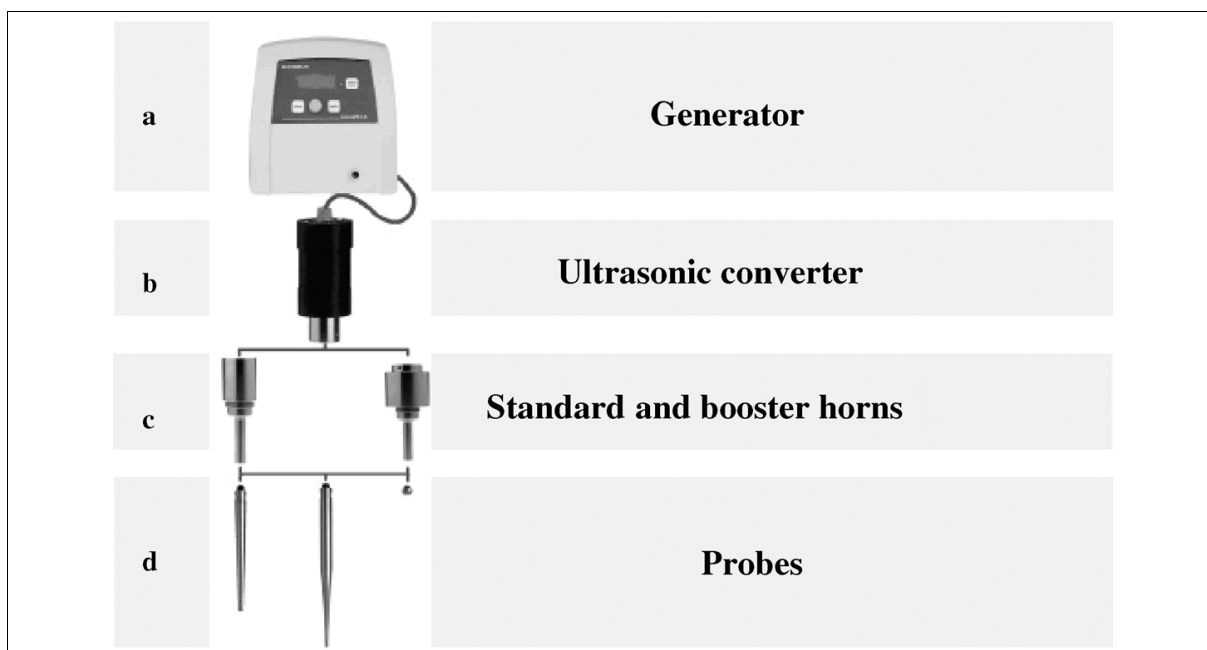 a
Generator
b
Ultrasonic converter
c
Standard and booster horns
d
Probes